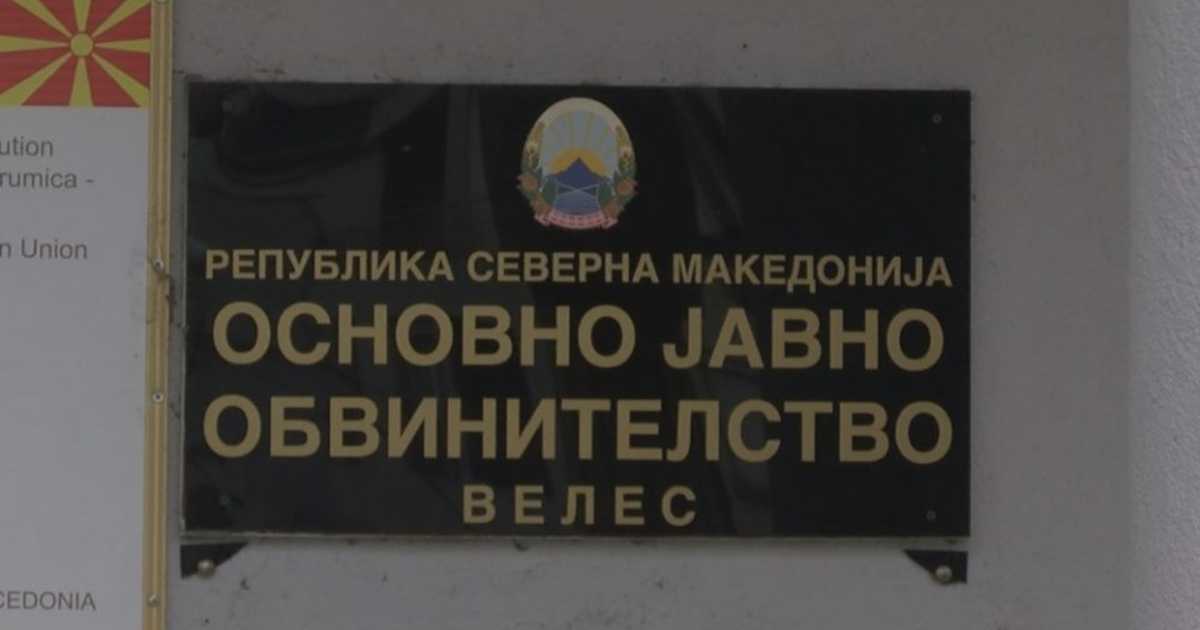 ution
rumica -
n Union
CEDONIA
РЕПУБЛИКА СЕВЕРНА МАКЕДОНИЈА
ОСНОВНО ЈАВНО
ОБВИНИТЕЛСТВО
ВЕЛЕС